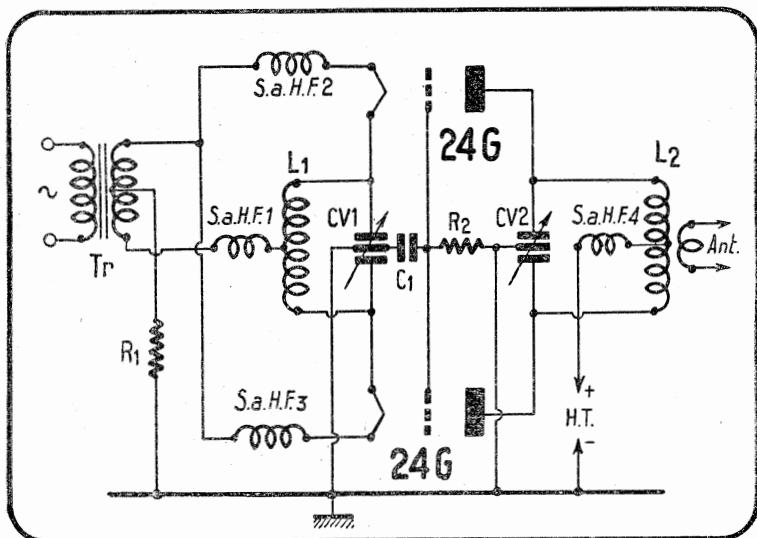 S.a.H.F.2
24G
L1
L2
S.a.H.F.1
CV1
R2
CV2
S.a.H.F.4
Ant.
~
Tr
C1
R1
S.a.H.F.3
+
H.T.
-
24G